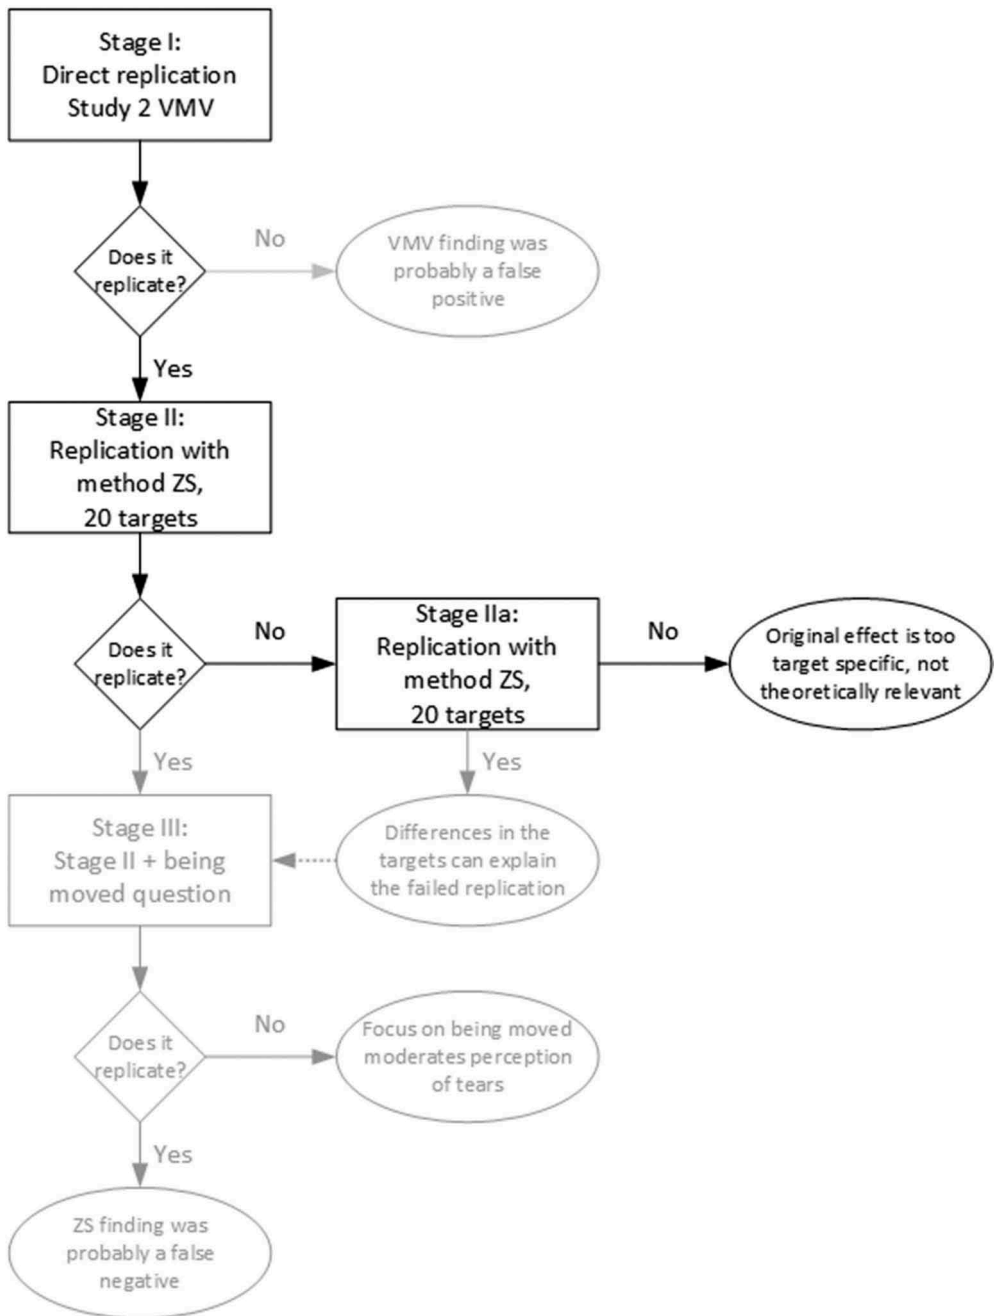 Stage I:
Direct replication
Study 2 VMV
Does it
replicate?
No
VMV finding was
probably a false
positive
Yes
Stage II:
Replication with
method ZS,
20 targets
Does it
replicate?
No
Stage IIa:
Replication with
method ZS,
20 targets
No
Original effect is too
target specific, not
theoretically relevant
Yes
Yes
Stage III:
Stage II + being
moved question
Differences in the
targets can explain
the failed replication
Does it
replicate?
No
Focus on being moved
moderates perception
of tears
Yes
ZS finding was
probably a false
negative